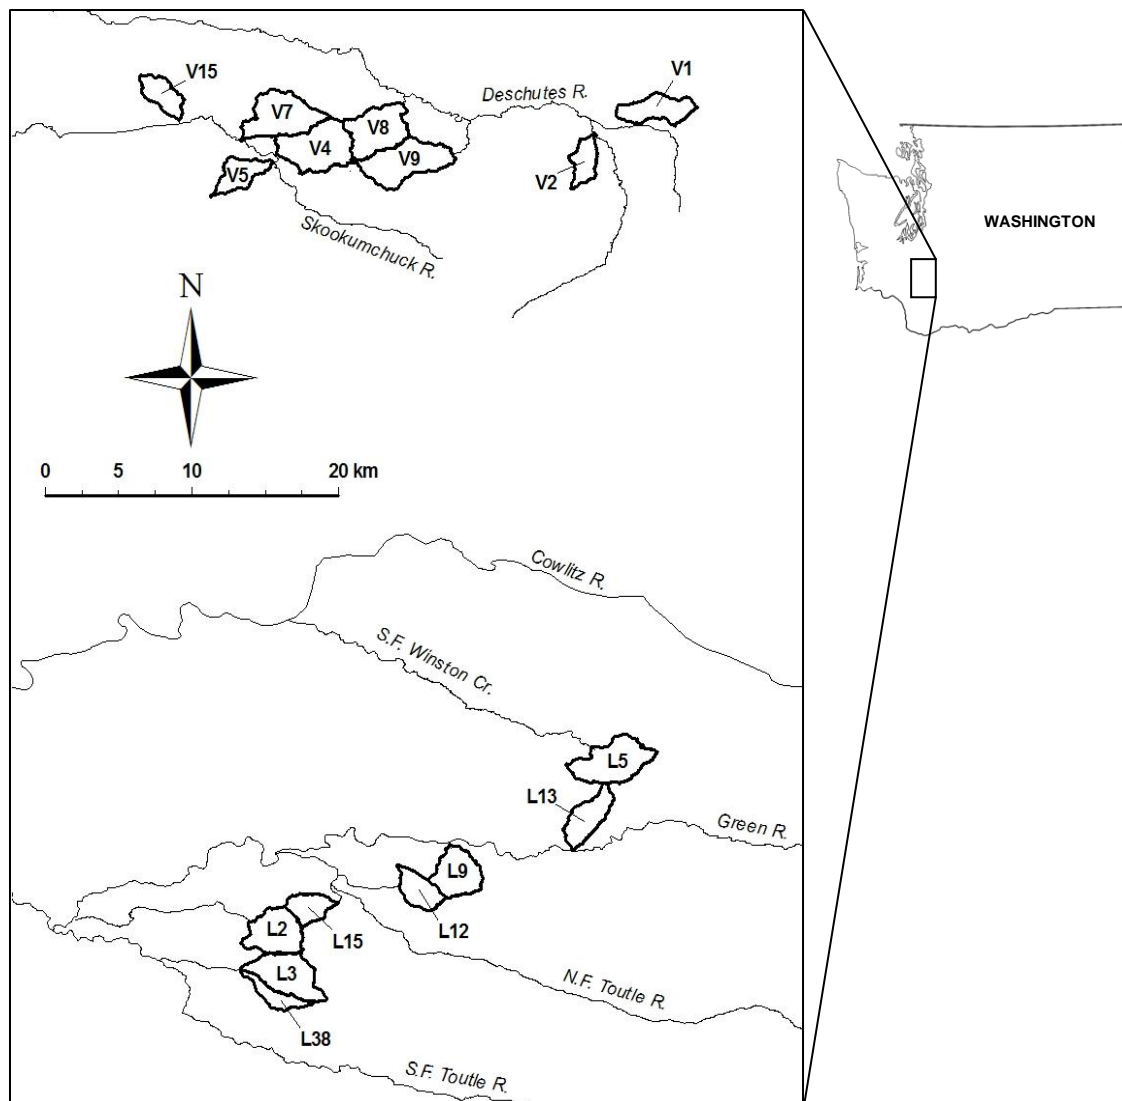 V15
V1
Deschutes R.
V7
V8
V4
V9
V5
V2
Skookumchuck R.
WASHINGTON
N
0 5 10 20 km
Cowlitz R.
S.F. Winston Cr.
L5
L13
Green R.
L9
L12
L2
L15
L3
N.F. Toutle R.
L38
S.F. Toutle R.